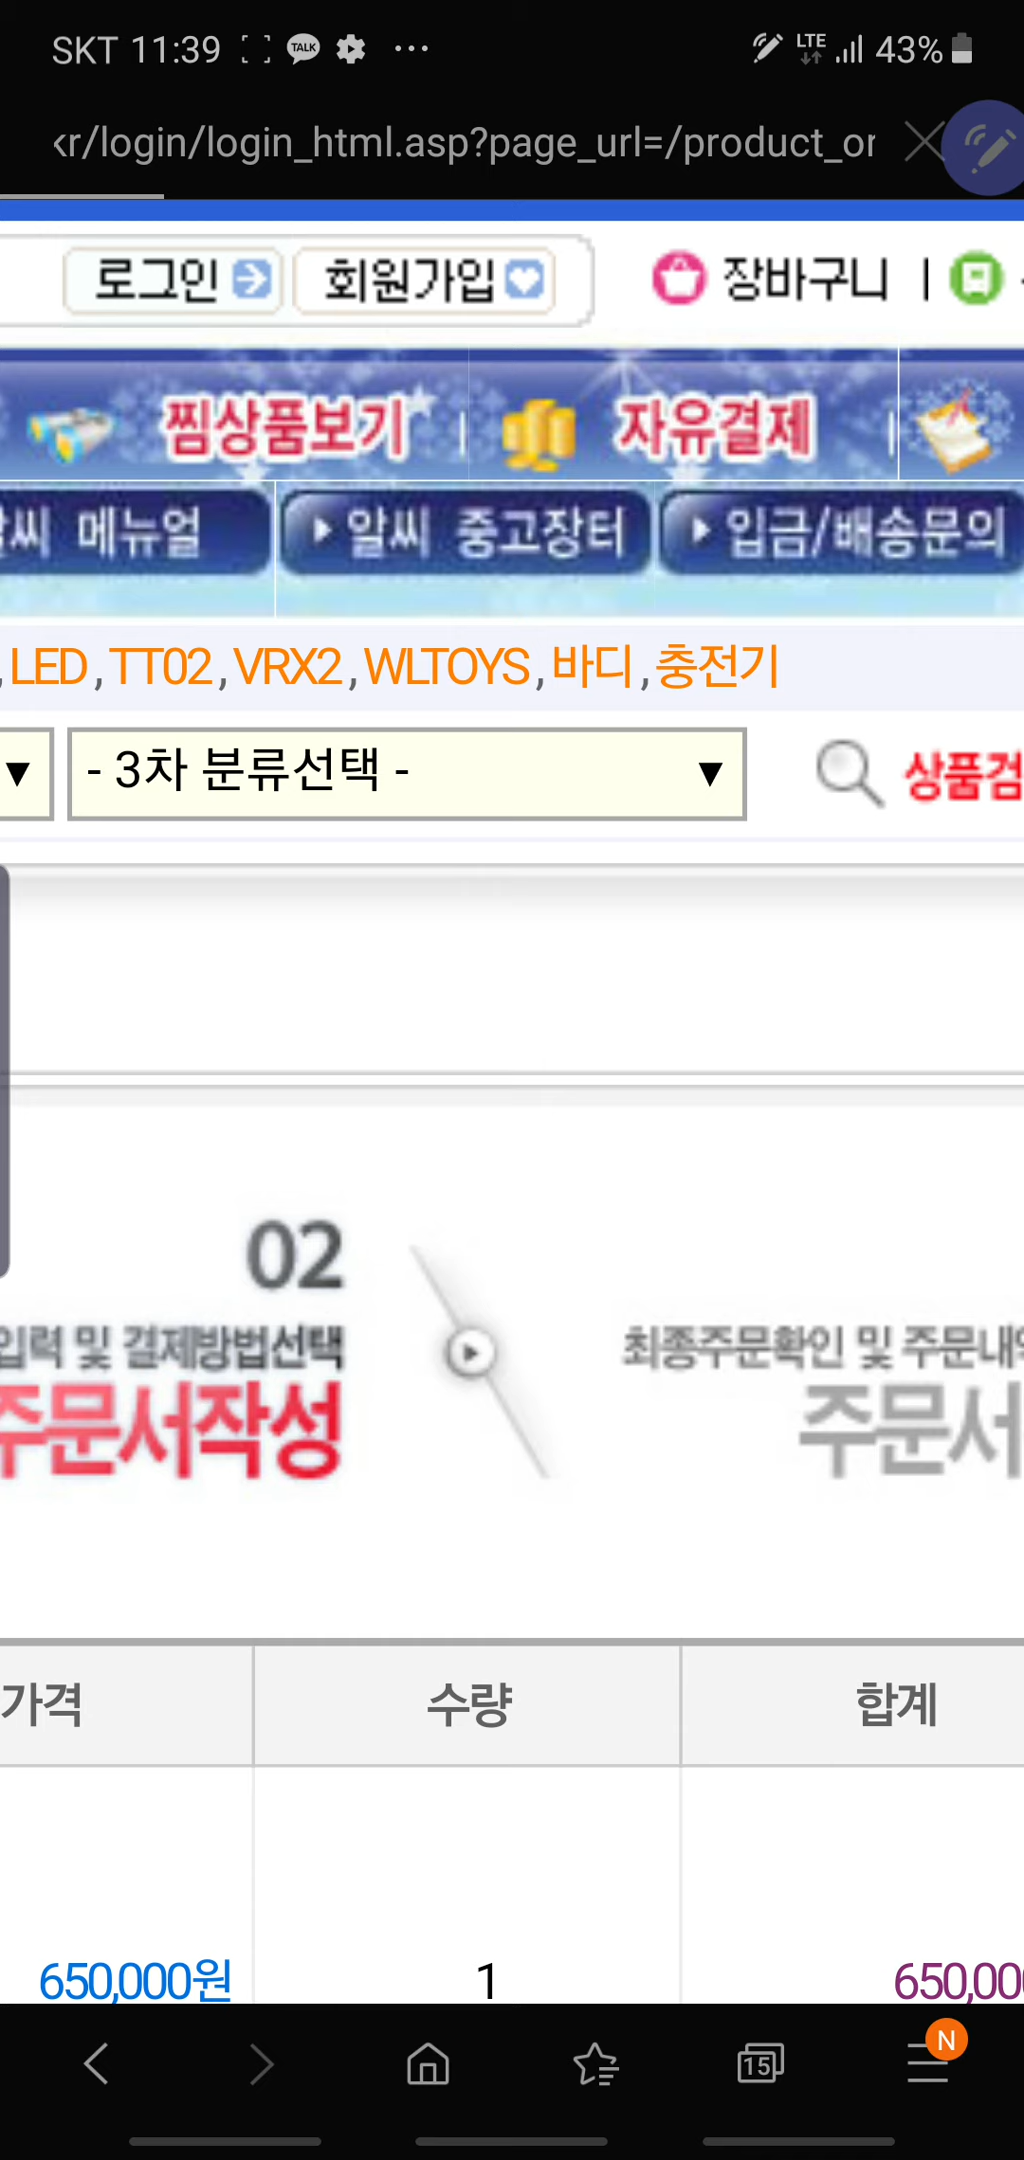 SKT 11:39 TALK ··· LTE 43%
r/login/login_html.asp?page_url=/product_or
로그인 회원가입 장바구니 |
찜상품보기 | 자유결제 |
메뉴얼 알씨 중고장터 입금/배송문의
, LED , TT02 , VRX2 , WLTOYS , 바디 , 충전기
- 3차 분류선택 - 상품검
02
입력 및 결제방법선택 최종주문확인 및 주문내
주문서작성 주문서
가격 수량 합계
650,000원 1 650,00
15 N